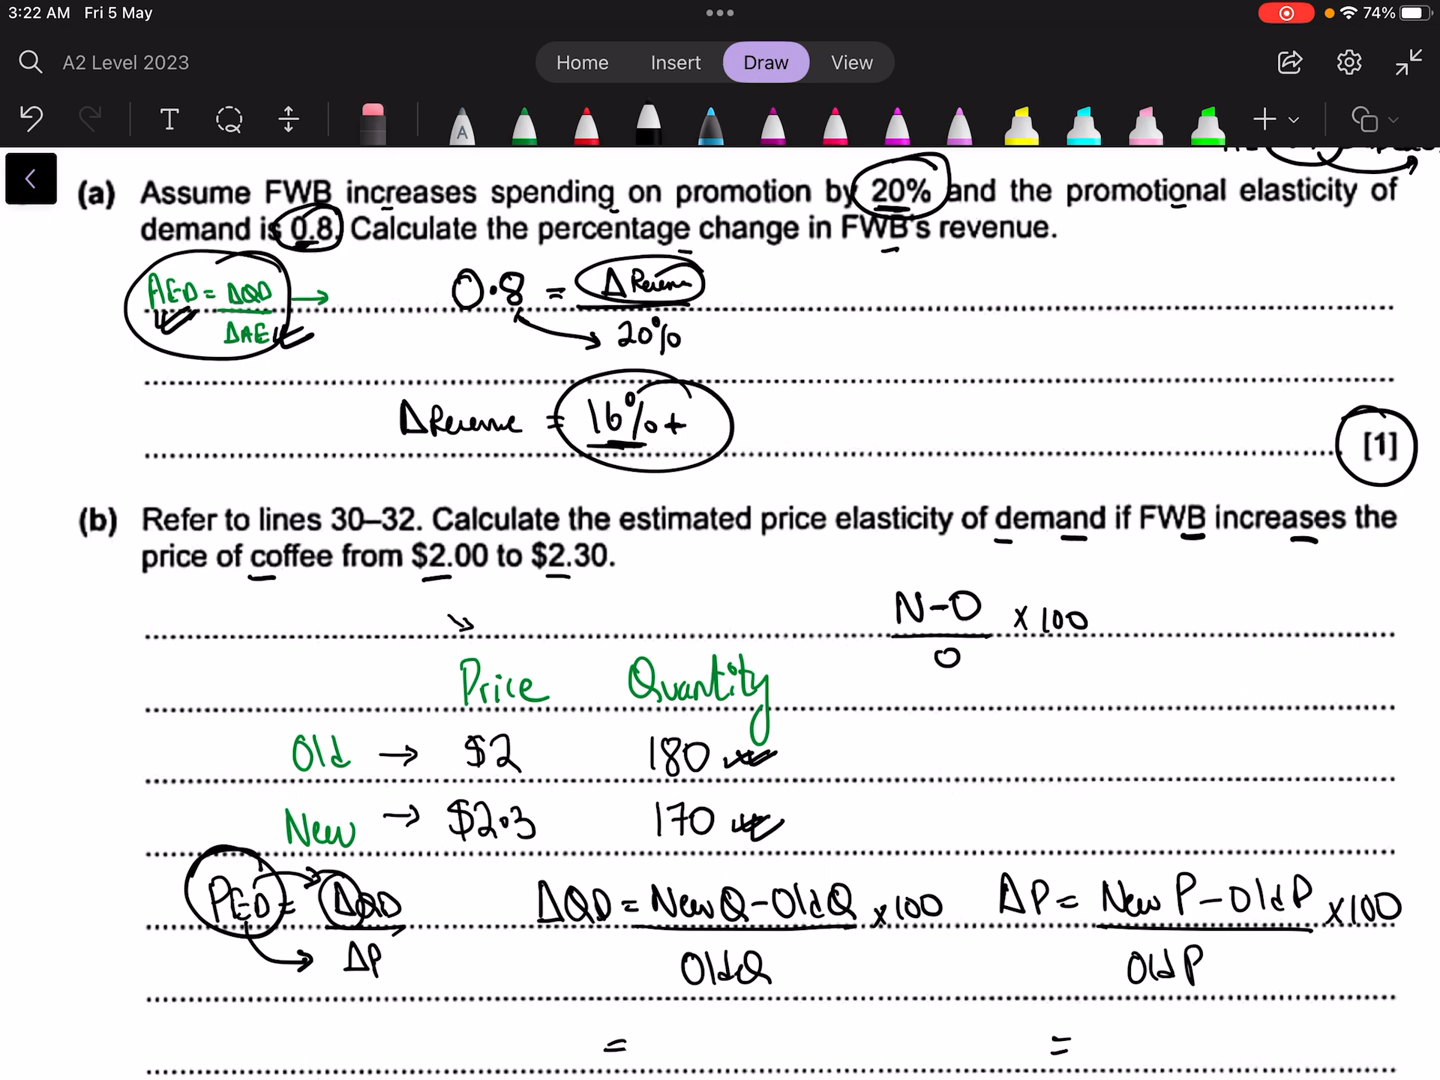 3:22 AM Fri 5 May
74%
A2 Level 2023
Home Insert Draw View
T
A
(a) Assume FWB increases spending on promotion by 20% and the promotional elasticity of
demand is 0.8. Calculate the percentage change in FWB's revenue.
AED = ΔQD
ΔAE
0.8 = Δ Revenue
20%
Δ Revenue = 16% +
[1]
(b) Refer to lines 30–32. Calculate the estimated price elasticity of demand if FWB increases the
price of coffee from $2.00 to $2.30.
N-O x 100
O
Price Quantity
Old → $2 180
New → $2.3 170
PED = ΔQD
ΔP
ΔQD = New Q - Old Q x 100
Old Q
ΔP = New P - Old P x 100
Old P
= =